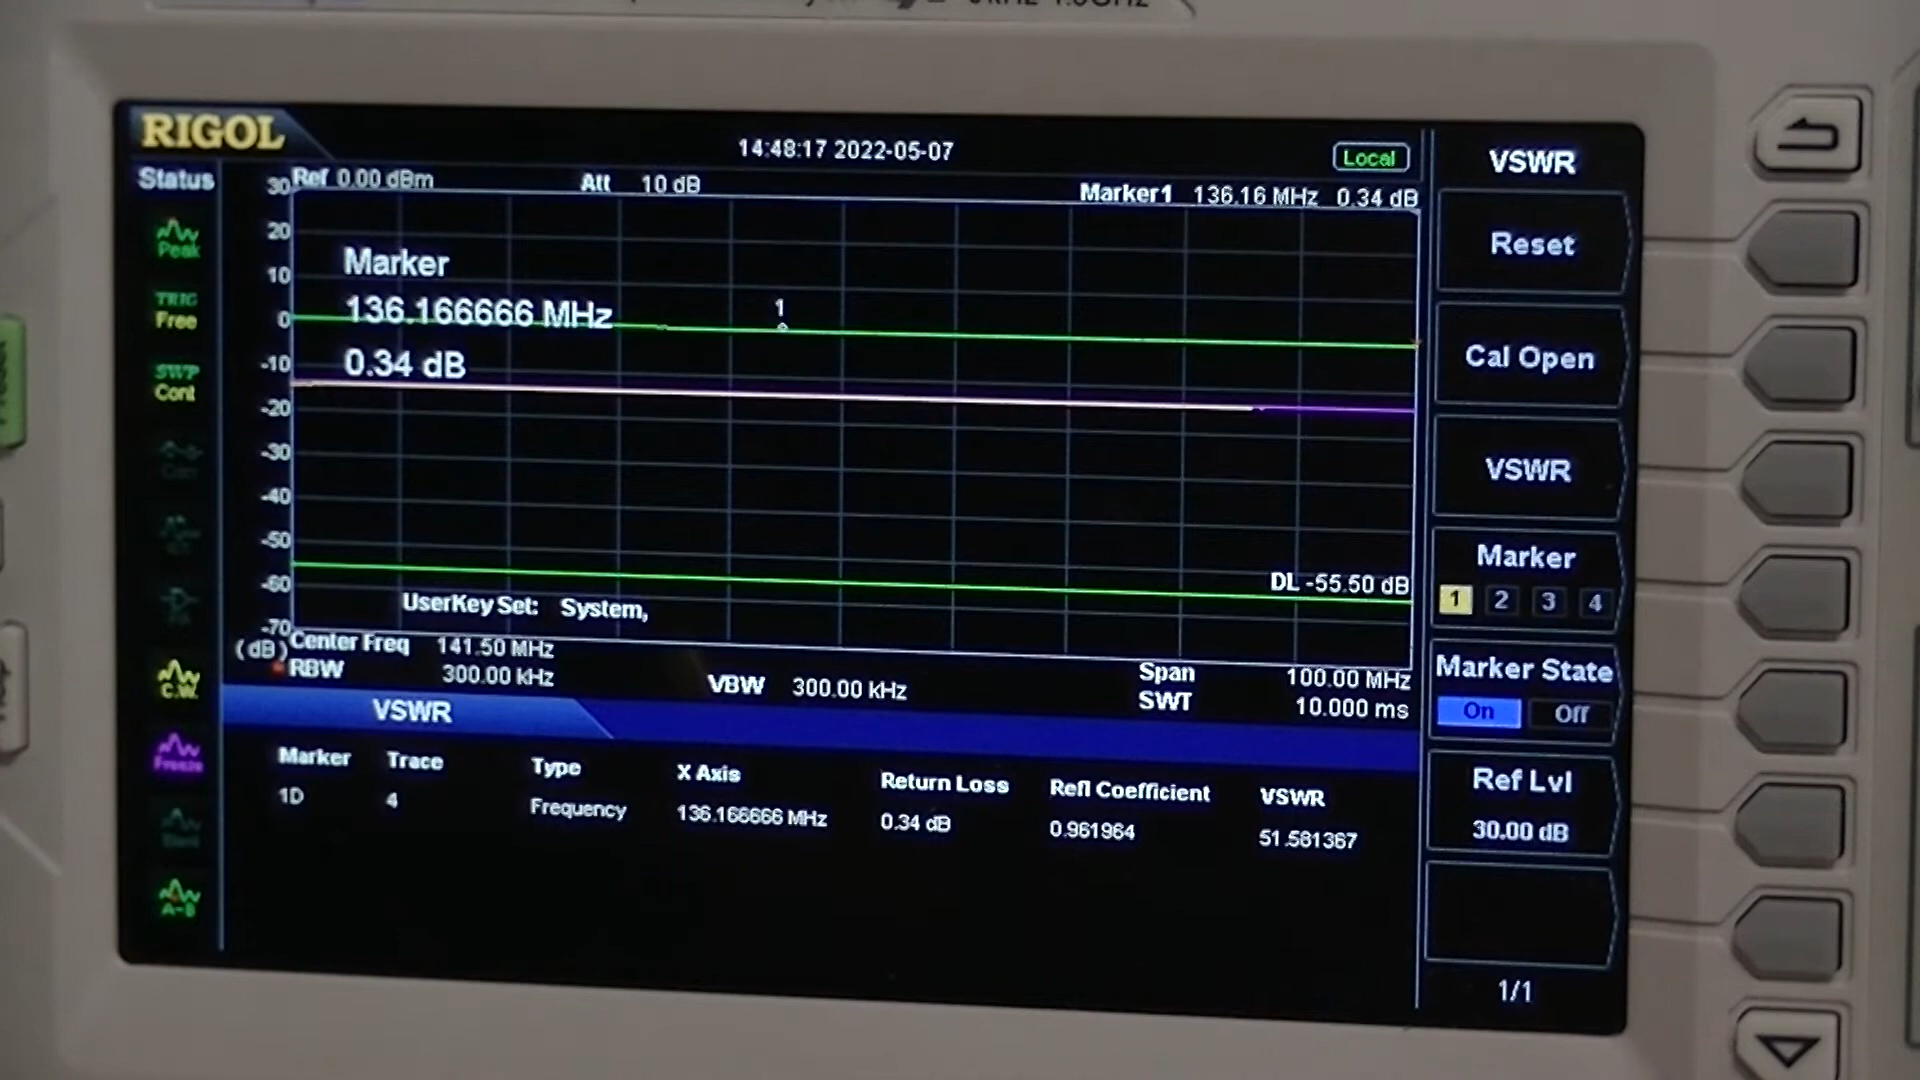 RIGOL
14:48:17 2022-05-07
Local
VSWR
Status
Ref 0.00 dBm
Att 10 dB
Marker1 136.16 MHz 0.34 dB
Peak
TRIG
Free
SWP
Cont
C.W.
Freeze
A-B
30
20
10
0
-10
-20
-30
-40
-50
-60
-70
(dB)
Marker
136.166666 MHz
0.34 dB
1
DL -55.50 dB
UserKey Set: System,
Center Freq 141.50 MHz
RBW 300.00 kHz
VBW 300.00 kHz
Span 100.00 MHz
SWT 10.000 ms
VSWR
Marker Trace Type X Axis Return Loss Refl Coefficient VSWR
1D 4 Frequency 136.166666 MHz 0.34 dB 0.961964 51.581367
Reset
Cal Open
VSWR
Marker
1 2 3 4
Marker State
On Off
Ref Lvl
30.00 dB
1/1